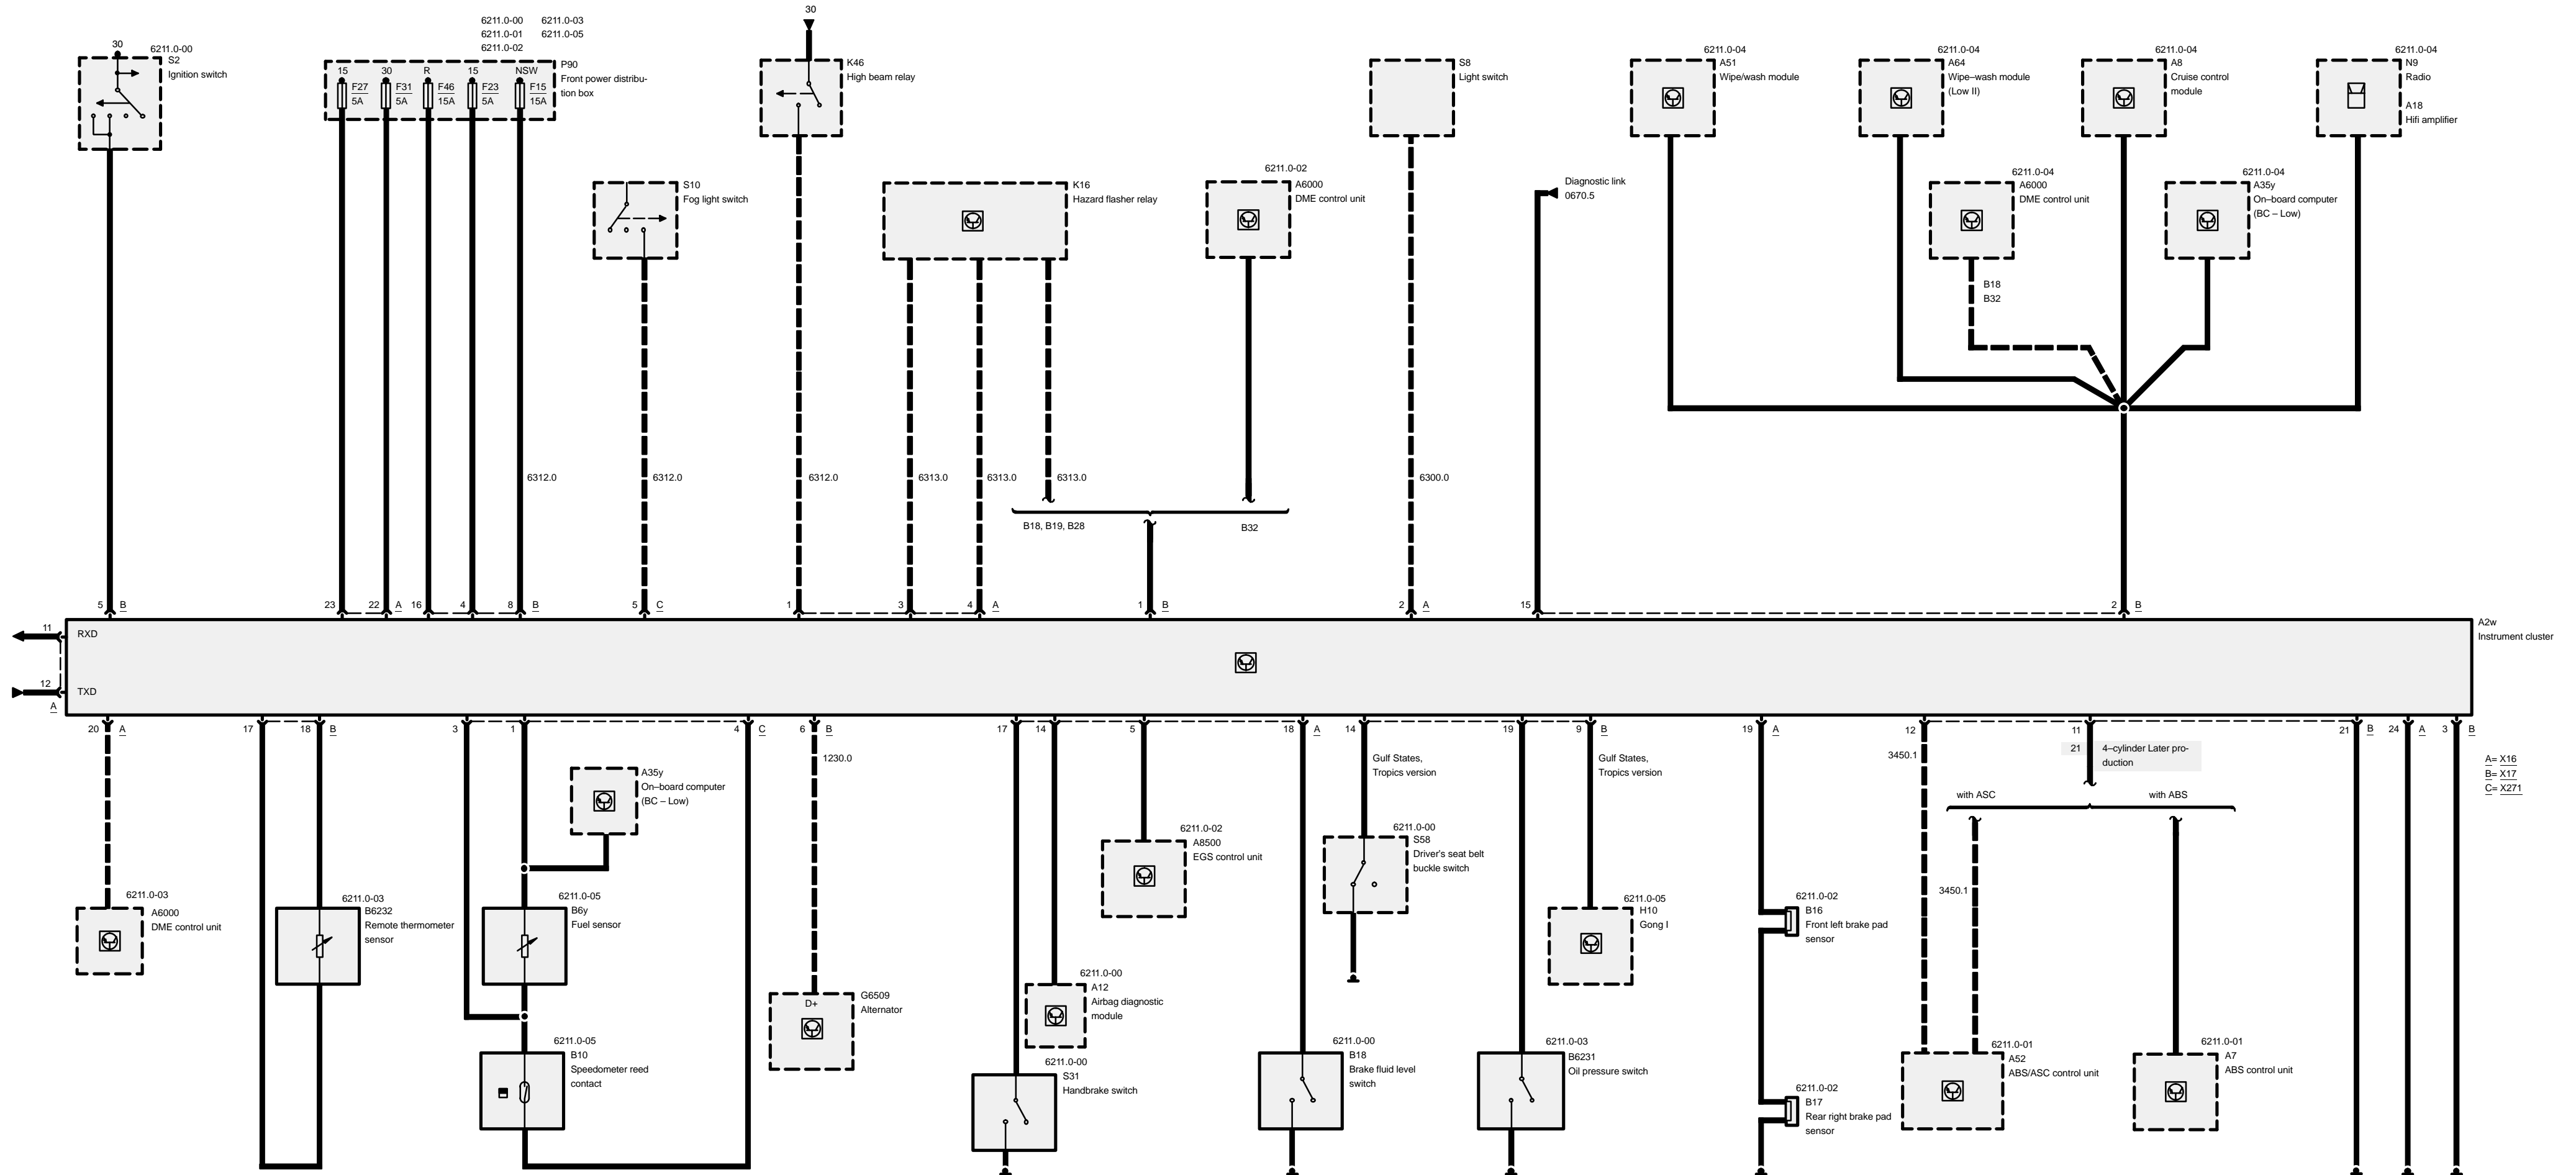 30
6211.0-00
S2
Ignition switch
6211.0-00 6211.0-03
6211.0-01 6211.0-05
6211.0-02
15 30 R 15 NSW
F27 F31 F46 F23 F15
5A 5A 15A 5A 15A
P90
Front power distribu-
tion box
30
K46
High beam relay
S8
Light switch
6211.0-04
A51
Wipe/wash module
6211.0-04
A64
Wipe–wash module
(Low II)
6211.0-04
A8
Cruise control
module
6211.0-04
N9
Radio
A18
Hifi amplifier
S10
Fog light switch
K16
Hazard flasher relay
6211.0-02
A6000
DME control unit
Diagnostic link
0670.5
6211.0-04
A6000
DME control unit
6211.0-04
A35y
On–board computer
(BC – Low)
B18
B32
6312.0 6312.0 6312.0 6313.0 6313.0 6313.0 6300.0
B18, B19, B28 B32
5 B 23 22 A 16 4 8 B 5 C 1 3 4 A 1 B 2 A 15 2 B
11 RXD
A2w
Instrument cluster
12 TXD
A
20 A 17 18 B 3 1 4 C 6 B 17 14 5 18 A 14 19 9 B 19 A 12 11 21 B 24 A 3 B
1230.0
Gulf States,
Tropics version
Gulf States,
Tropics version
3450.1
21 4–cylinder Later pro-
duction
A= X16
B= X17
C= X271
with ASC with ABS
A35y
On–board computer
(BC – Low)
6211.0-02
A8500
EGS control unit
6211.0-00
S58
Driver's seat belt
buckle switch
3450.1
6211.0-03
A6000
DME control unit
6211.0-03
B6232
Remote thermometer
sensor
6211.0-05
B6y
Fuel sensor
6211.0-05
H10
Gong I
6211.0-02
B16
Front left brake pad
sensor
D+
G6509
Alternator
6211.0-00
A12
Airbag diagnostic
module
6211.0-05
B10
Speedometer reed
contact
6211.0-00
S31
Handbrake switch
6211.0-00
B18
Brake fluid level
switch
6211.0-03
B6231
Oil pressure switch
6211.0-02
B17
Rear right brake pad
sensor
6211.0-01
A52
ABS/ASC control unit
6211.0-01
A7
ABS control unit